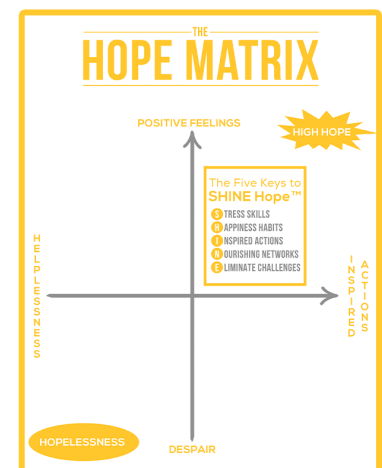 THE
HOPE MATRIX
POSITIVE FEELINGS
HIGH HOPE
The Five Keys to
SHINE Hope™
STRESS SKILLS
HAPPINESS HABITS
INSPIRED ACTIONS
NOURISHING NETWORKS
ELIMINATE CHALLENGES
HELPLESSNESS
INSPIRED
ACTIONS
HOPELESSNESS
DESPAIR